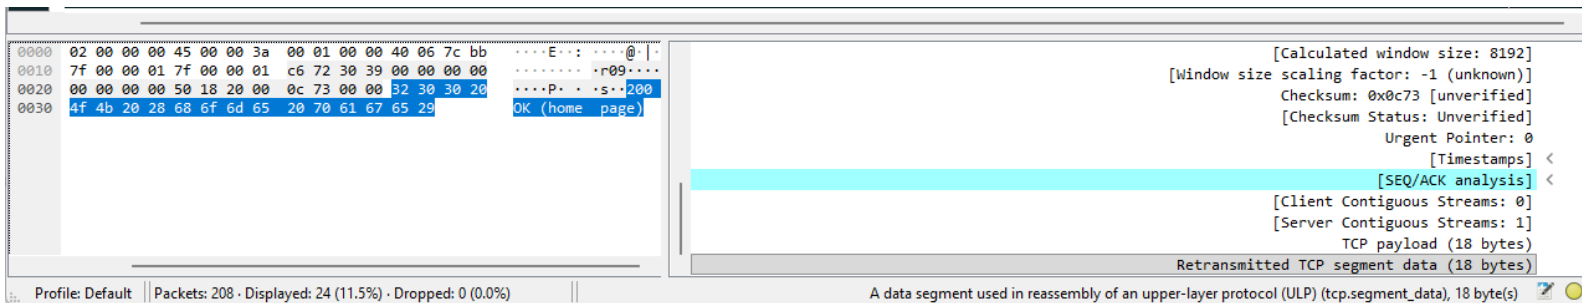 0000 02 00 00 00 45 00 00 3a 00 01 00 00 40 06 7c bb ····E··: ····@·|·
0010 7f 00 00 01 7f 00 00 01 c6 72 30 39 00 00 00 00 ········ ·r09····
0020 00 00 00 00 50 18 20 00 0c 73 00 00 32 30 30 20 ····P· · ·s··200
0030 4f 4b 20 28 68 6f 6d 65 20 70 61 67 65 29 OK (home page)
[Calculated window size: 8192]
[Window size scaling factor: -1 (unknown)]
Checksum: 0x0c73 [unverified]
[Checksum Status: Unverified]
Urgent Pointer: 0
[Timestamps]
[SEQ/ACK analysis]
[Client Contiguous Streams: 0]
[Server Contiguous Streams: 1]
TCP payload (18 bytes)
Retransmitted TCP segment data (18 bytes)
Profile: Default Packets: 208 · Displayed: 24 (11.5%) · Dropped: 0 (0.0%) A data segment used in reassembly of an upper-layer protocol (ULP) (tcp.segment_data), 18 byte(s)